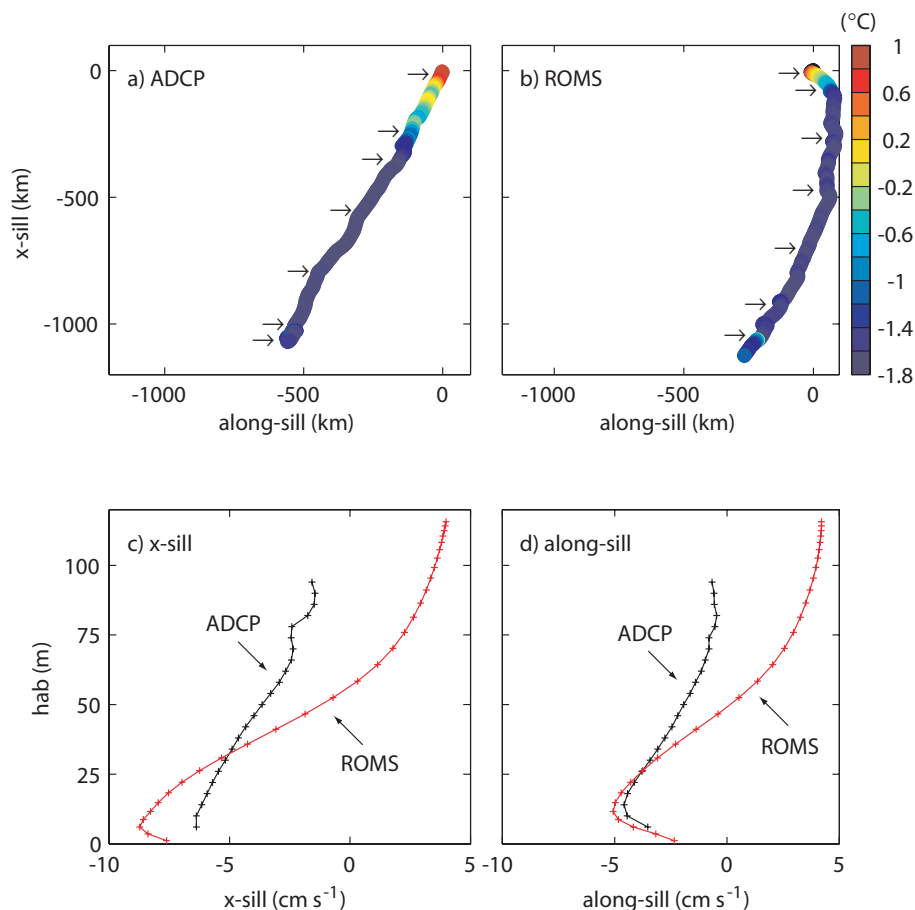 (°C)
a) ADCP
b) ROMS
0
-500
-1000
x-sill (km)
-1000
-500
0
along-sill (km)
-1000
-500
0
along-sill (km)
1
0.6
0.2
-0.2
-0.6
-1
-1.4
-1.8
c) x-sill
ADCP
ROMS
100
75
50
25
0
hab (m)
-10
-5
0
x-sill (cm s⁻¹)
d) along-sill
ADCP
ROMS
-10
-5
0
5
along-sill (cm s⁻¹)